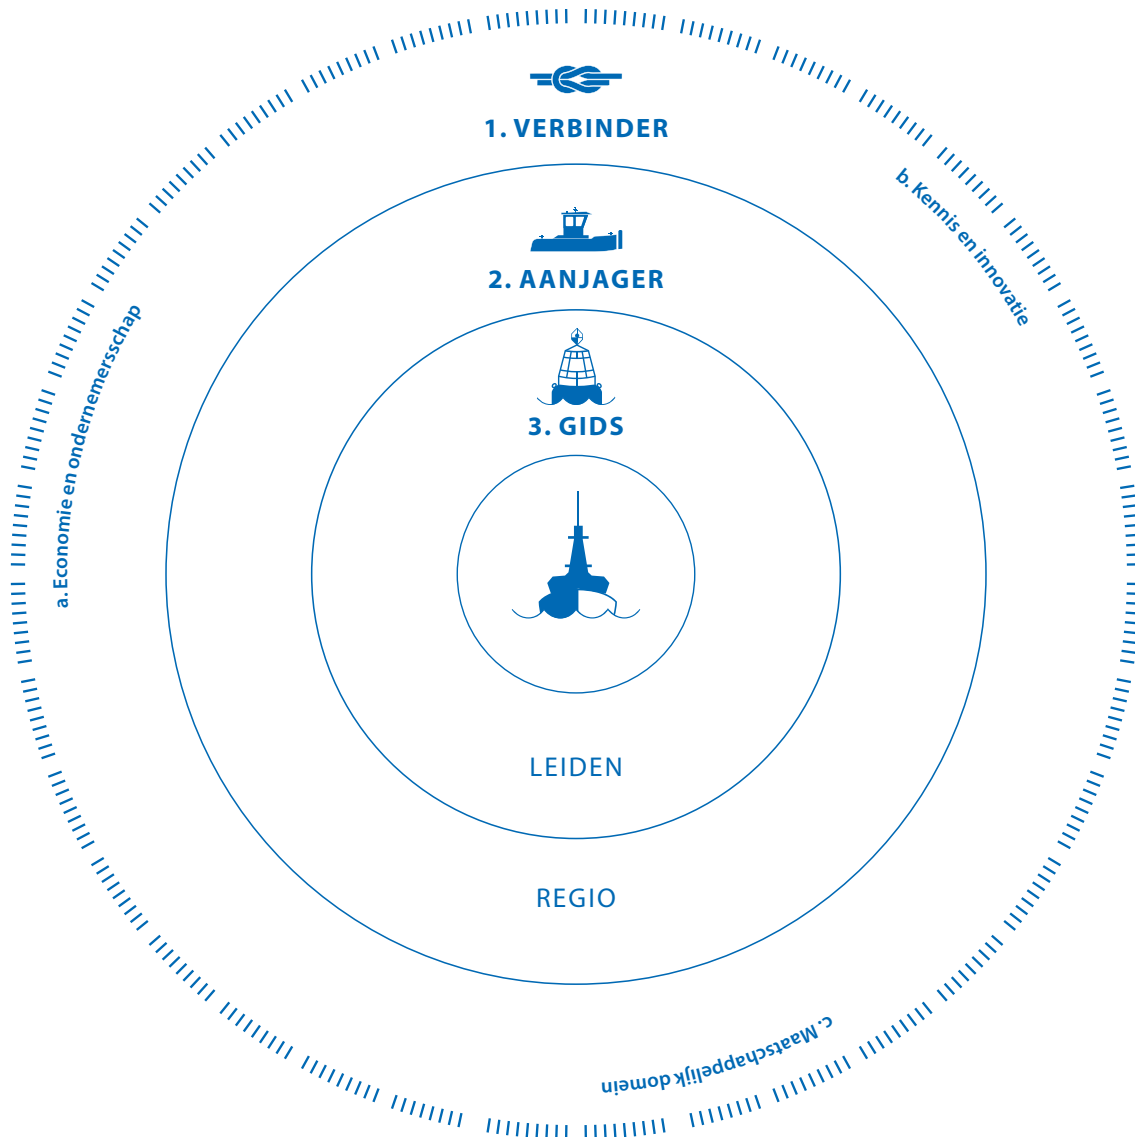 1. VERBINDER
b. Kennis en innovatie
2. AANJAGER
a. Economie en ondernemersschap
3. GIDS
LEIDEN
REGIO
c. Maatschappelijk domein